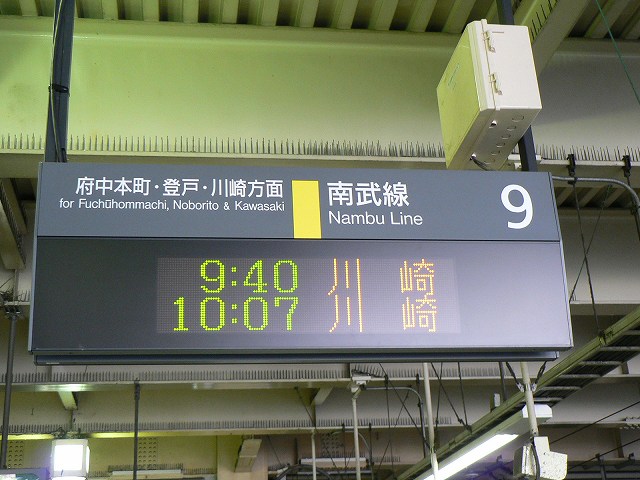 府中本町・登戸・川崎方面
for Fuchūhommachi, Noborito & Kawasaki
南武線
Nambu Line
9
9:40 川 崎
10:07 川 崎